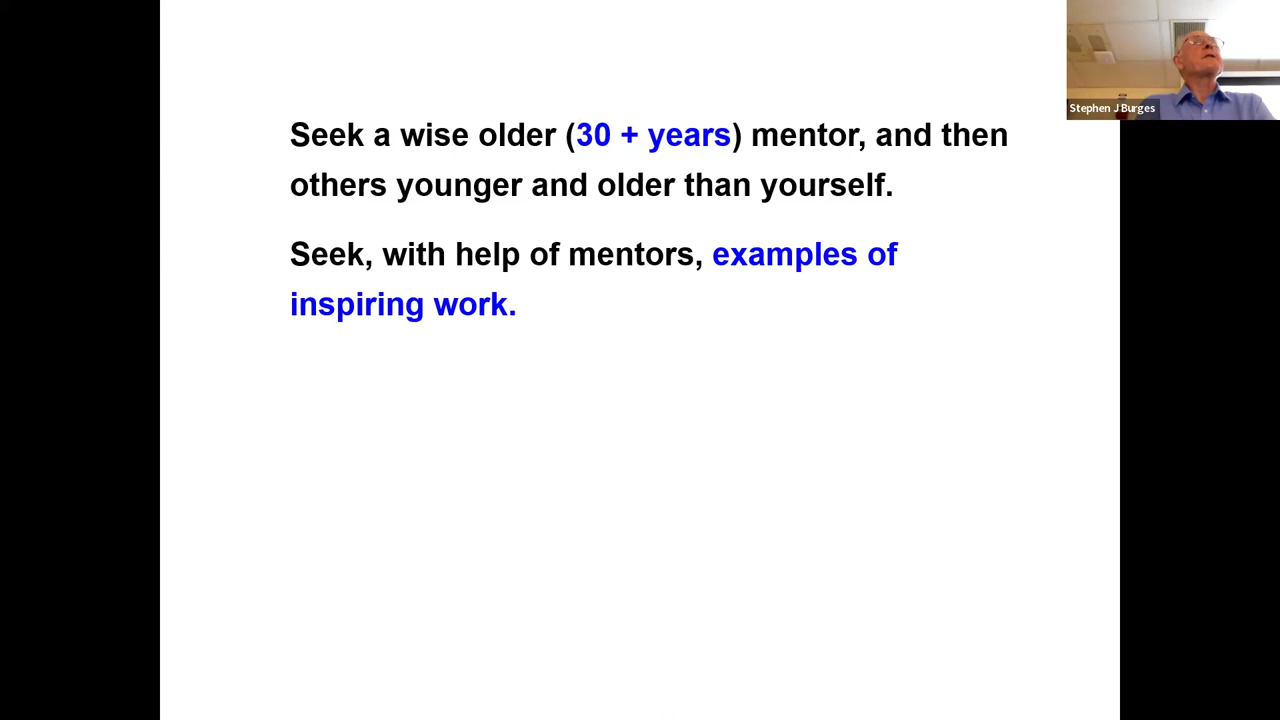 Seek a wise older (30 + years) mentor, and then
others younger and older than yourself.
Seek, with help of mentors, examples of
inspiring work.
Stephen J Burges